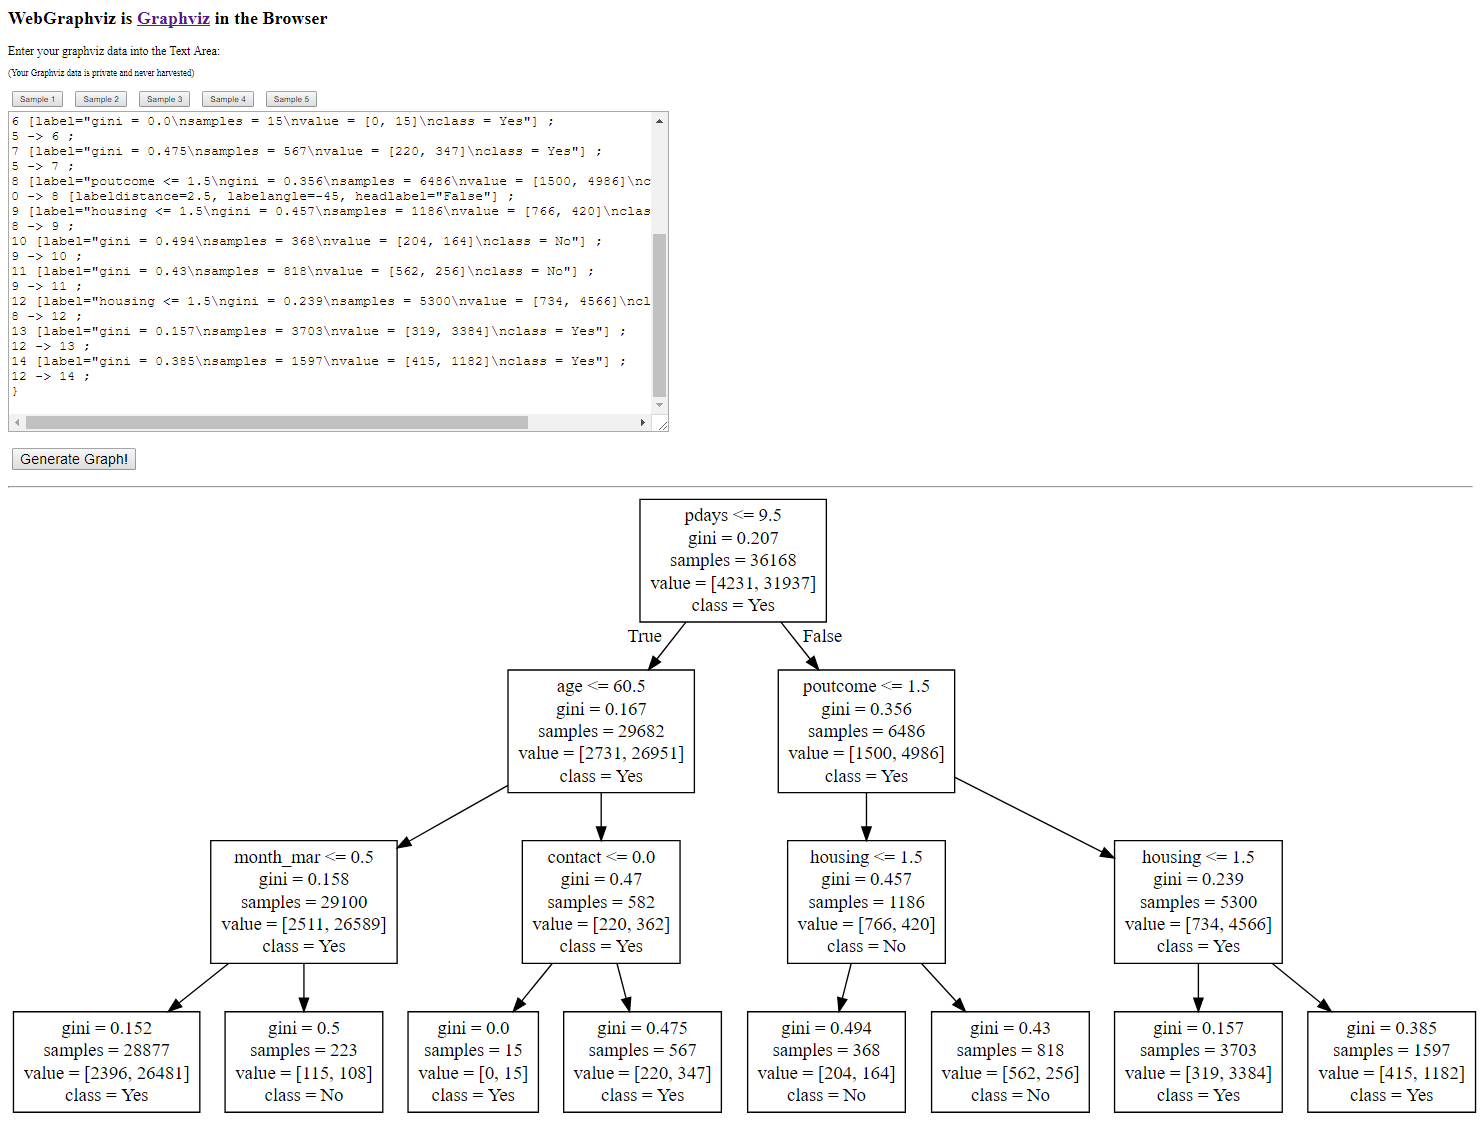 WebGraphviz is Graphviz in the Browser
Enter your graphviz data into the Text Area:
(Your Graphviz data is private and never harvested)
Sample 1 Sample 2 Sample 3 Sample 4 Sample 5
6 [label="gini = 0.0\nsamples = 15\nvalue = [0, 15]\nclass = Yes"] ;
5 -> 6 ;
7 [label="gini = 0.475\nsamples = 567\nvalue = [220, 347]\nclass = Yes"] ;
5 -> 7 ;
8 [label="poutcome <= 1.5\ngini = 0.356\nsamples = 6486\nvalue = [1500, 4986]\nc
0 -> 8 [labeldistance=2.5, labelangle=-45, headlabel="False"] ;
9 [label="housing <= 1.5\ngini = 0.457\nsamples = 1186\nvalue = [766, 420]\nclas
8 -> 9 ;
10 [label="gini = 0.494\nsamples = 368\nvalue = [204, 164]\nclass = No"] ;
9 -> 10 ;
11 [label="gini = 0.43\nsamples = 818\nvalue = [562, 256]\nclass = No"] ;
9 -> 11 ;
12 [label="housing <= 1.5\ngini = 0.239\nsamples = 5300\nvalue = [734, 4566]\ncl
8 -> 12 ;
13 [label="gini = 0.157\nsamples = 3703\nvalue = [319, 3384]\nclass = Yes"] ;
12 -> 13 ;
14 [label="gini = 0.385\nsamples = 1597\nvalue = [415, 1182]\nclass = Yes"] ;
12 -> 14 ;
}
Generate Graph!
pdays <= 9.5
gini = 0.207
samples = 36168
value = [4231, 31937]
class = Yes
True
False
age <= 60.5
gini = 0.167
samples = 29682
value = [2731, 26951]
class = Yes
poutcome <= 1.5
gini = 0.356
samples = 6486
value = [1500, 4986]
class = Yes
month_mar <= 0.5
gini = 0.158
samples = 29100
value = [2511, 26589]
class = Yes
contact <= 0.0
gini = 0.47
samples = 582
value = [220, 362]
class = Yes
housing <= 1.5
gini = 0.457
samples = 1186
value = [766, 420]
class = No
housing <= 1.5
gini = 0.239
samples = 5300
value = [734, 4566]
class = Yes
gini = 0.152
samples = 28877
value = [2396, 26481]
class = Yes
gini = 0.5
samples = 223
value = [115, 108]
class = No
gini = 0.0
samples = 15
value = [0, 15]
class = Yes
gini = 0.475
samples = 567
value = [220, 347]
class = Yes
gini = 0.494
samples = 368
value = [204, 164]
class = No
gini = 0.43
samples = 818
value = [562, 256]
class = No
gini = 0.157
samples = 3703
value = [319, 3384]
class = Yes
gini = 0.385
samples = 1597
value = [415, 1182]
class = Yes